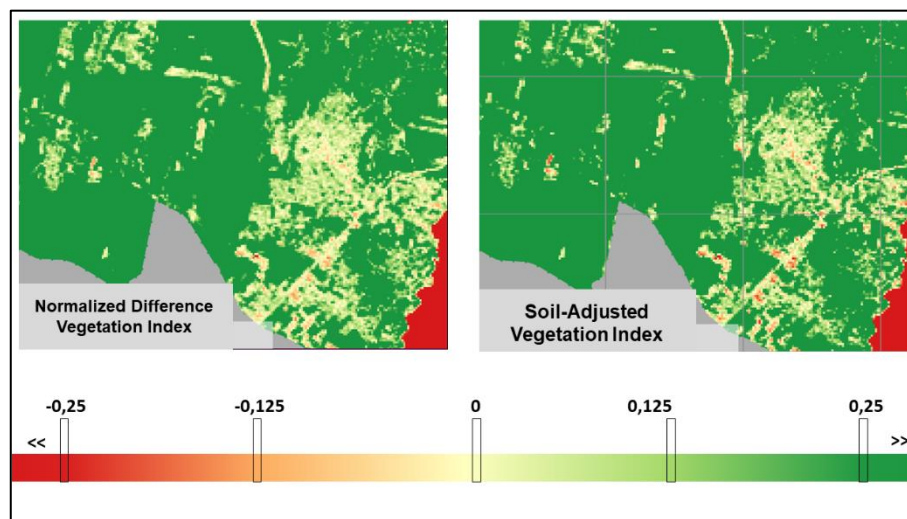 Normalized Difference
Vegetation Index
Soil-Adjusted
Vegetation Index
-0,25
-0,125
0
0,125
0,25
<<
>>